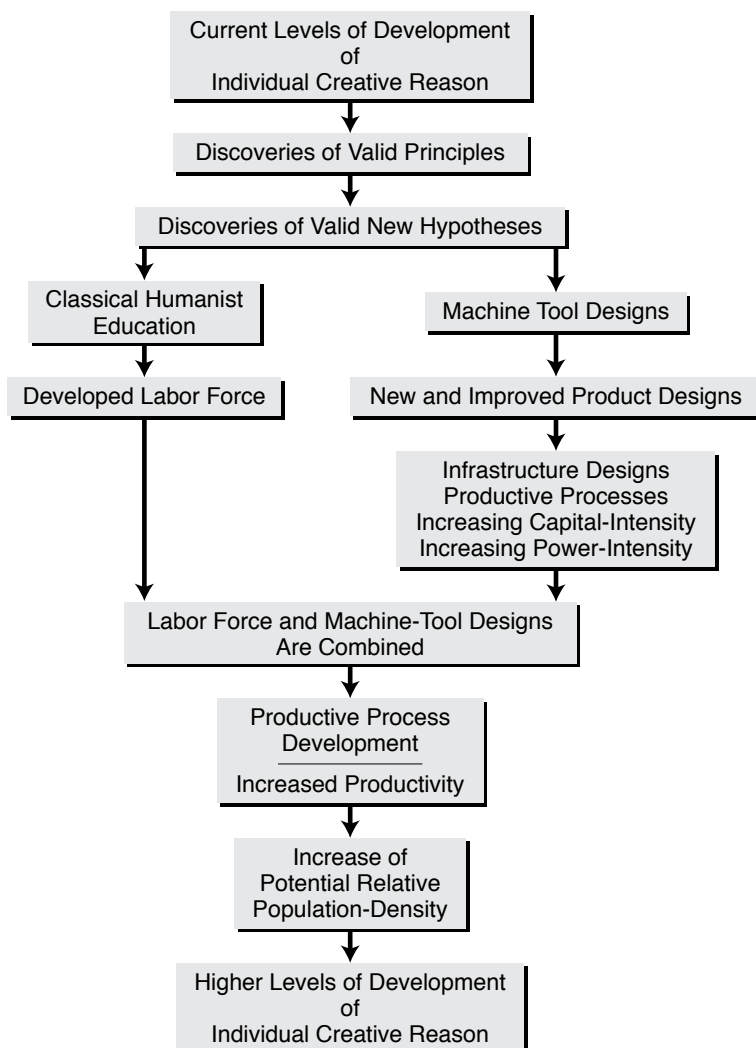 Current Levels of Development
of
Individual Creative Reason
Discoveries of Valid Principles
Discoveries of Valid New Hypotheses
Classical Humanist
Education
Developed Labor Force
Machine Tool Designs
New and Improved Product Designs
Infrastructure Designs
Productive Processes
Increasing Capital-Intensity
Increasing Power-Intensity
Labor Force and Machine-Tool Designs
Are Combined
Productive Process
Development
Increased Productivity
Increase of
Potential Relative
Population-Density
Higher Levels of Development
of
Individual Creative Reason